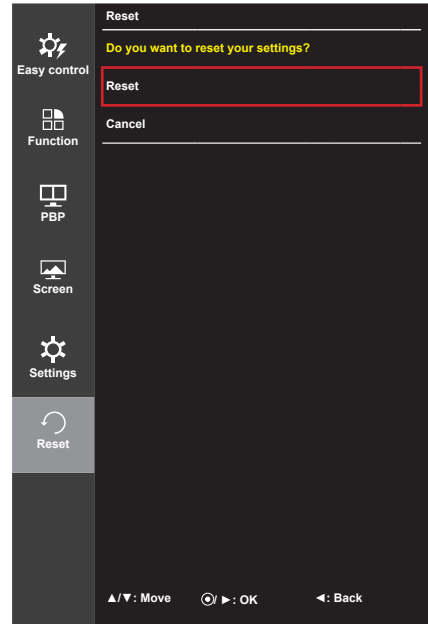 Reset
Do you want to reset your settings?
Reset
Cancel
Easy control
Function
PBP
Screen
Settings
Reset
▲/▼: Move ⦿/ ►: OK ◄: Back